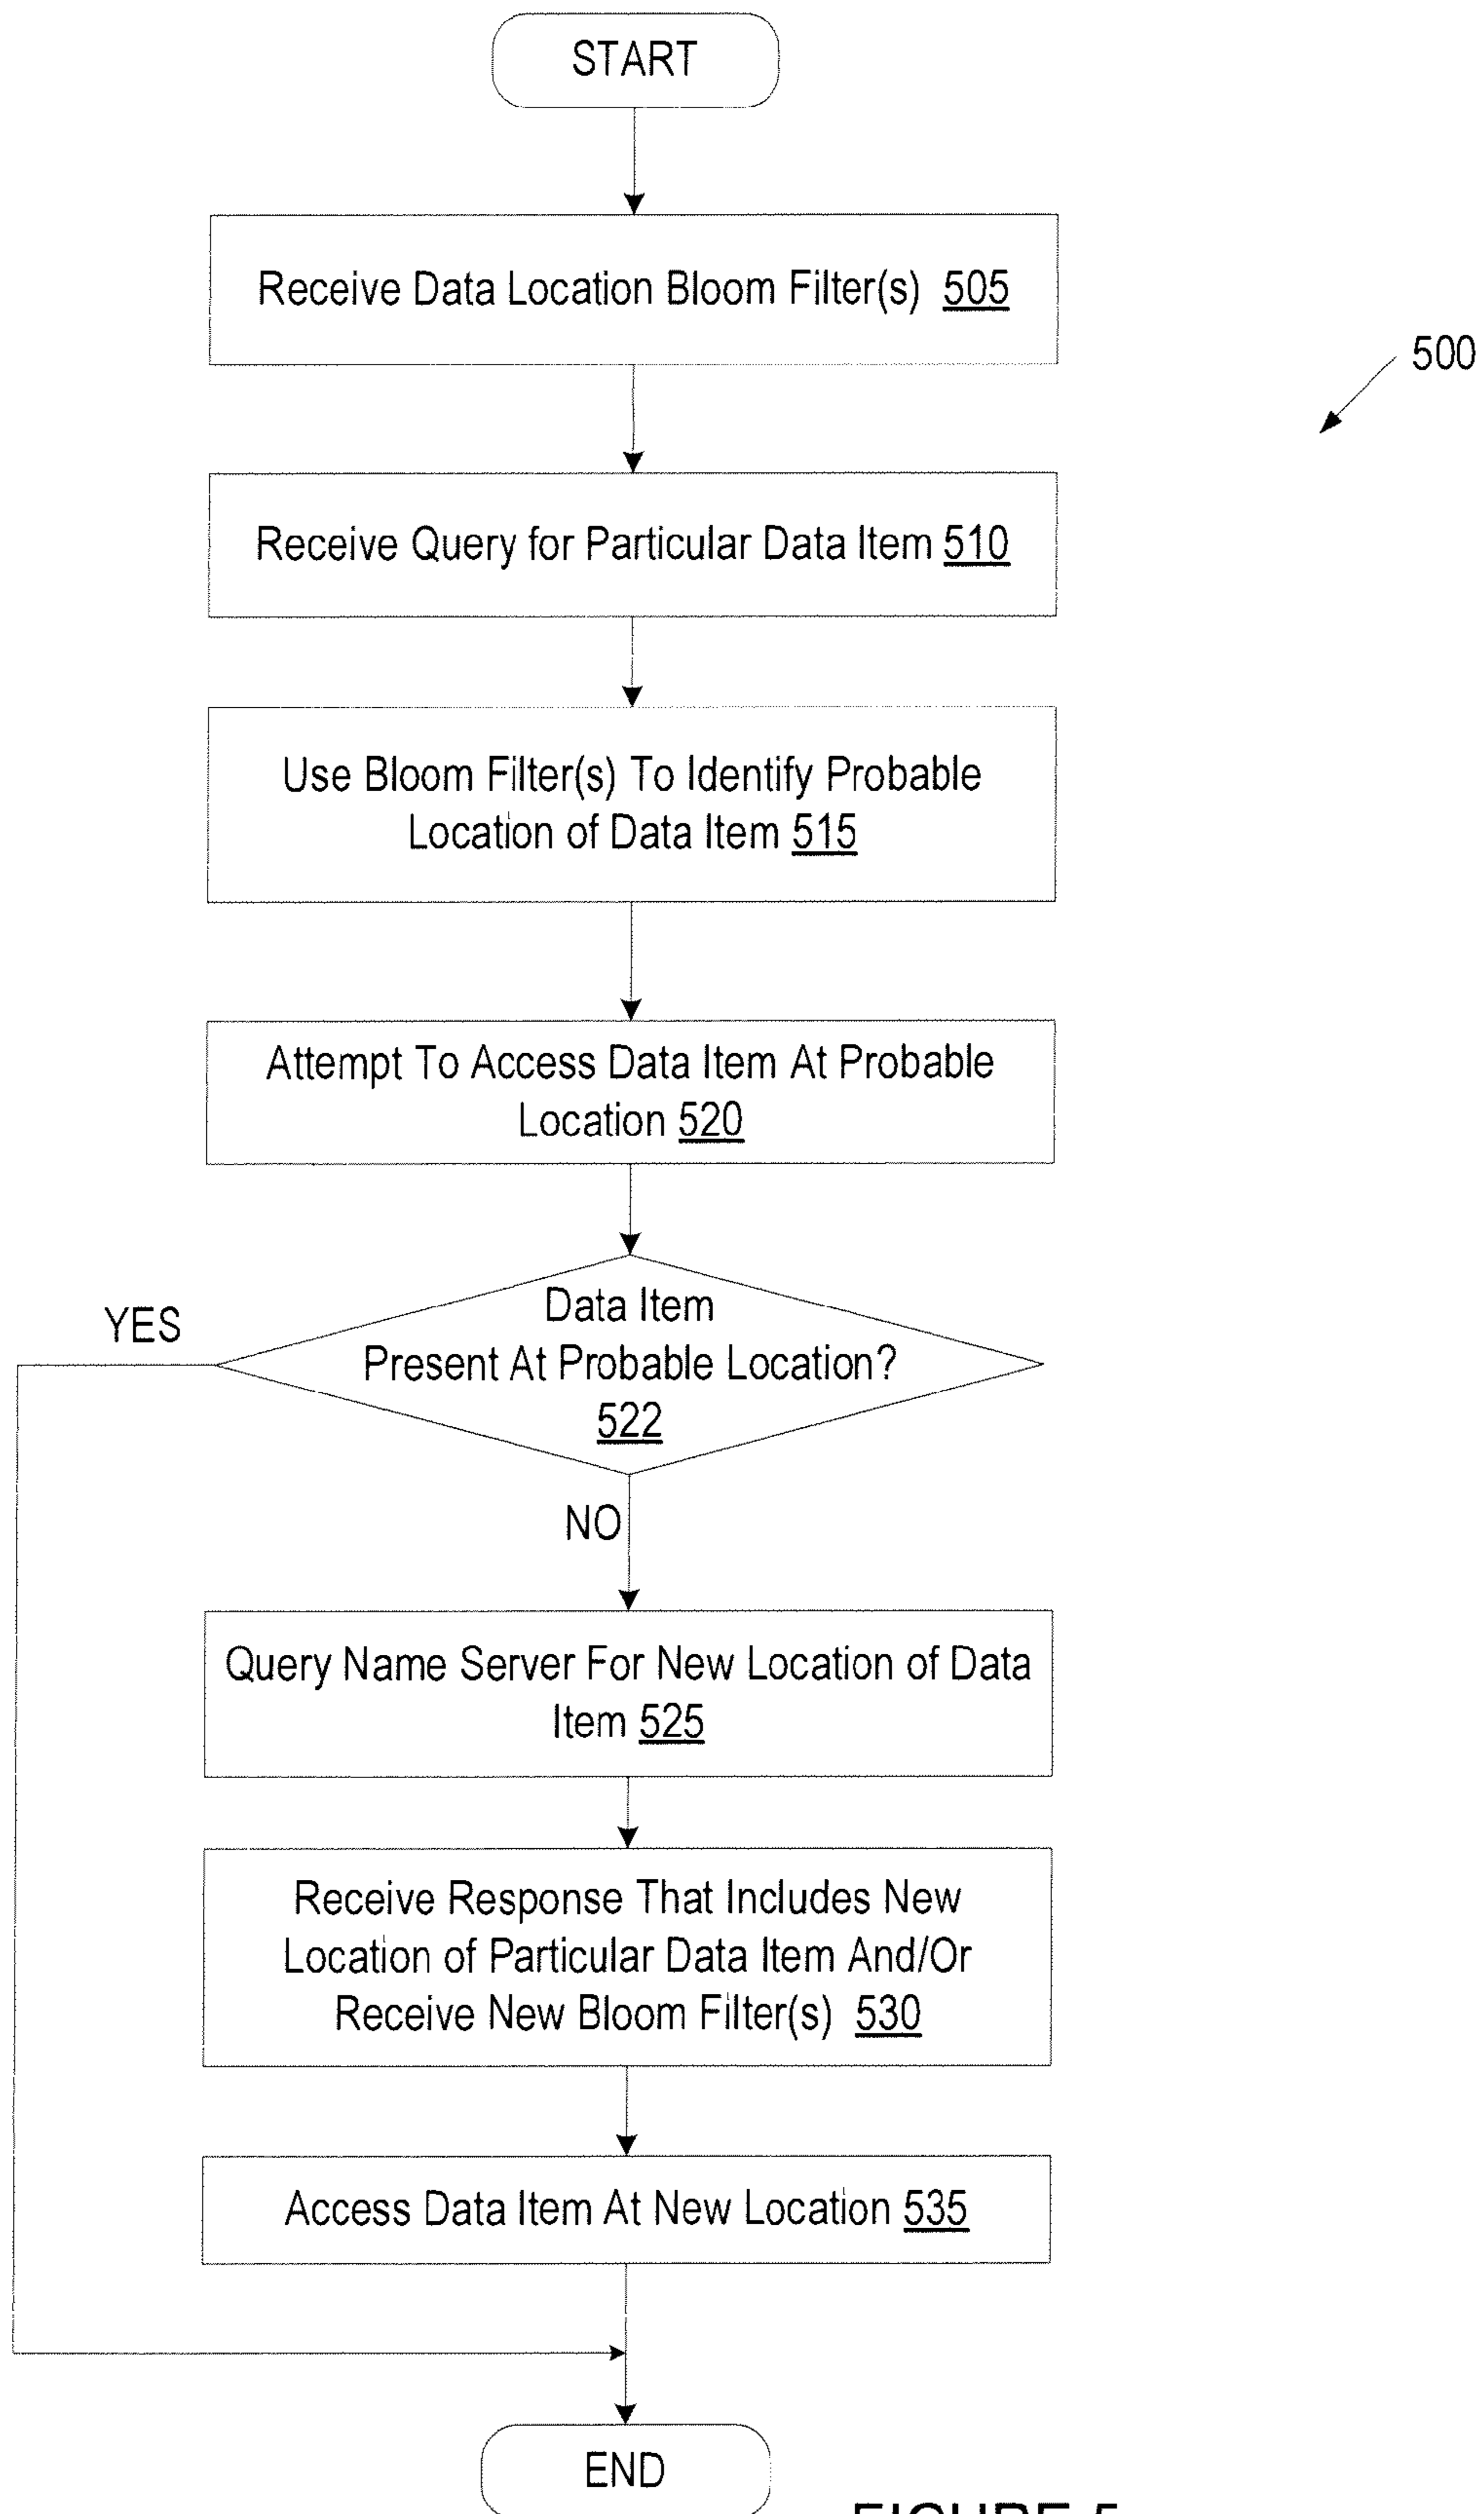 START
Receive Data Location Bloom Filter(s) 505
500
Receive Query for Particular Data Item 510
Use Bloom Filter(s) To Identify Probable
Location of Data Item 515
Attempt To Access Data Item At Probable
Location 520
YES
Data Item
Present At Probable Location?
522
NO
Query Name Server For New Location of Data
Item 525
Receive Response That Includes New
Location of Particular Data Item And/Or
Receive New Bloom Filter(s) 530
Access Data Item At New Location 535
END
FIGURE 5